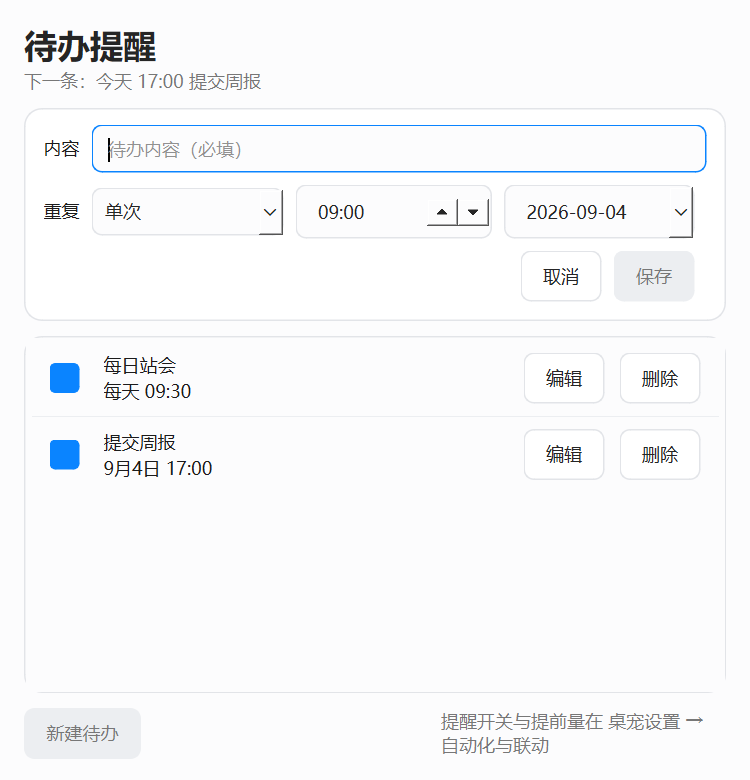 待办提醒
下一条：今天 17:00 提交周报
内容 待办内容（必填）
重复 单次 09:00 2026-09-04
取消 保存
每日站会
每天 09:30
编辑 删除
提交周报
9月4日 17:00
编辑 删除
新建待办
提醒开关与提前量在 桌宠设置 →
自动化与联动